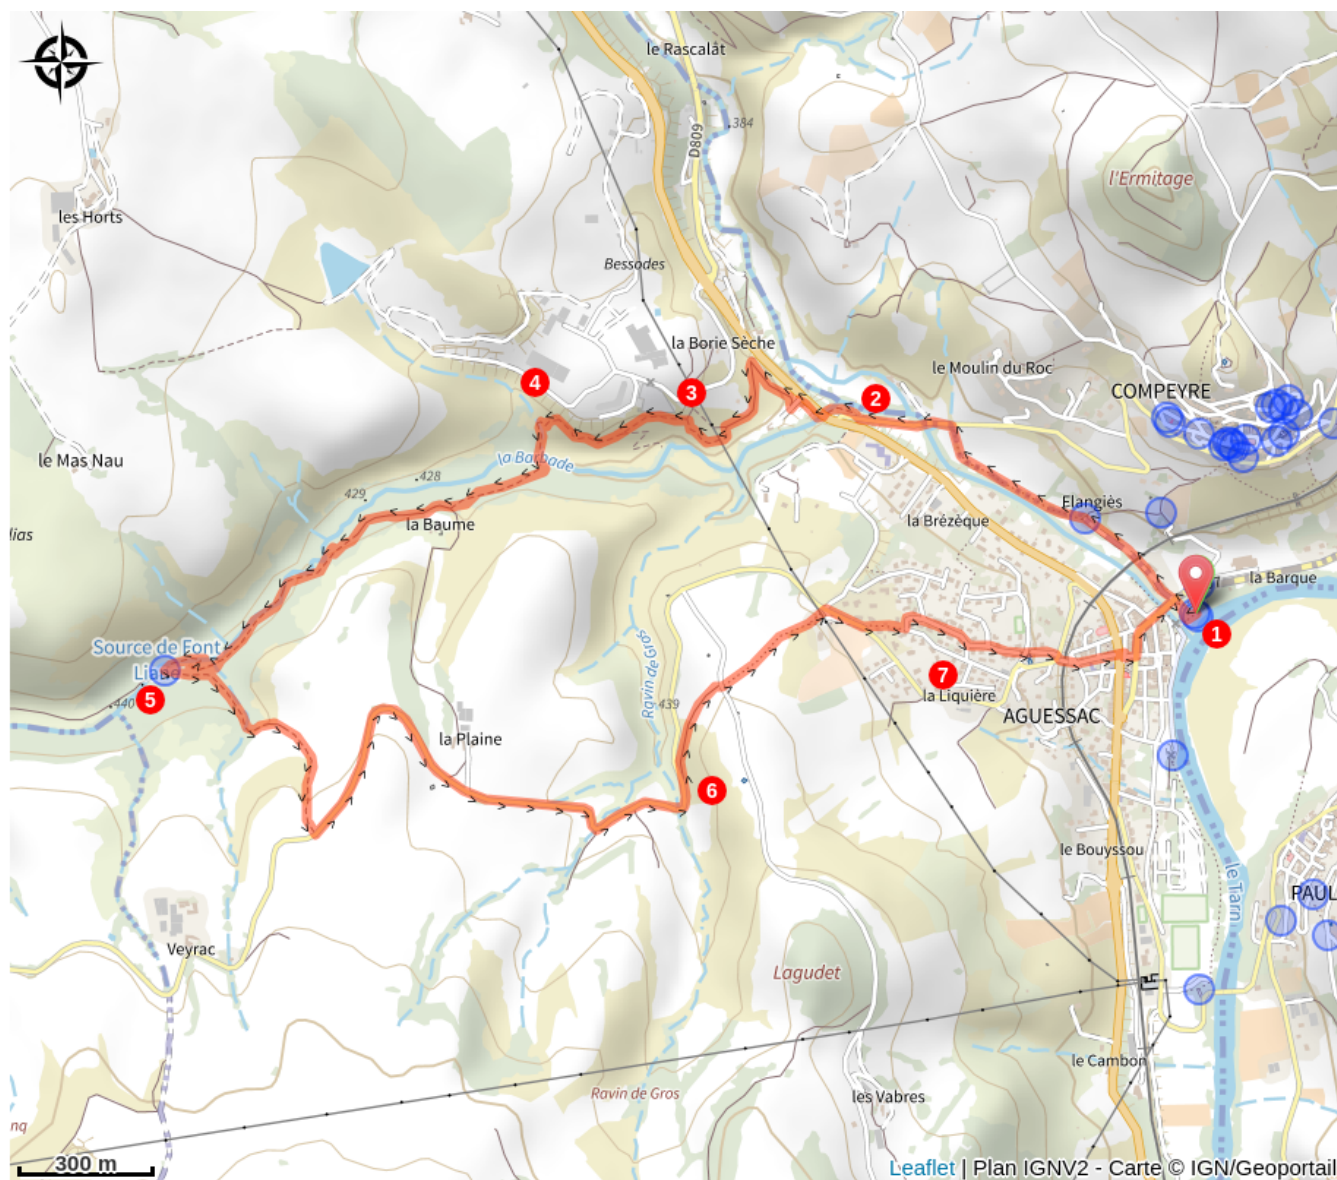 le Rascalàt
384
D809
l'Ermitage
les Horts
Bessodes
la Borie Sèche
le Moulin du Roc
COMPEYRE
4
3
2
le Mas Nau
la Barbade
428
429
la Baume
Elangiès
la Brézèque
la Barque
1
Source de Font
5
440
Ravin de Gros
439
7
la Liquière
AGUESSAC
la Plaine
6
le Bouyssou
le Tarn
PAUL
Veyrac
Lagudet
le Cambon
Ravin de Gros
les Vabres
nq
300 m
Leaflet | Plan IGNV2 - Carte © IGN/Geoportail